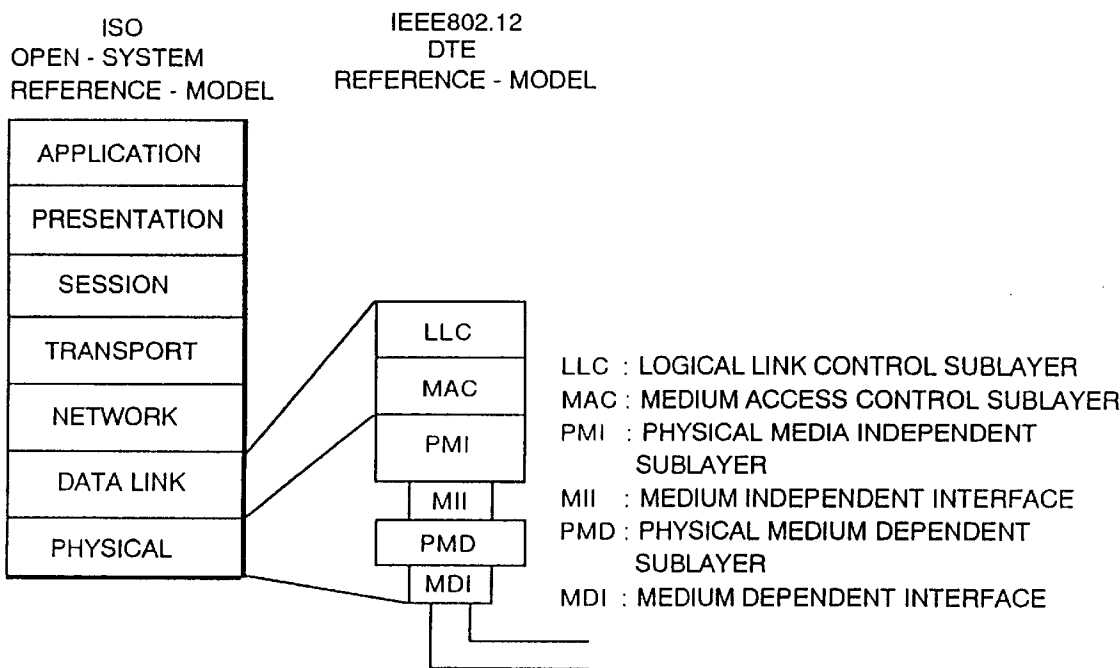 ISO
OPEN - SYSTEM
REFERENCE - MODEL
IEEE802.12
DTE
REFERENCE - MODEL
APPLICATION
PRESENTATION
SESSION
TRANSPORT
NETWORK
DATA LINK
PHYSICAL
LLC
MAC
PMI
MII
PMD
MDI
LLC : LOGICAL LINK CONTROL SUBLAYER
MAC : MEDIUM ACCESS CONTROL SUBLAYER
PMI : PHYSICAL MEDIA INDEPENDENT
SUBLAYER
MII : MEDIUM INDEPENDENT INTERFACE
PMD : PHYSICAL MEDIUM DEPENDENT
SUBLAYER
MDI : MEDIUM DEPENDENT INTERFACE